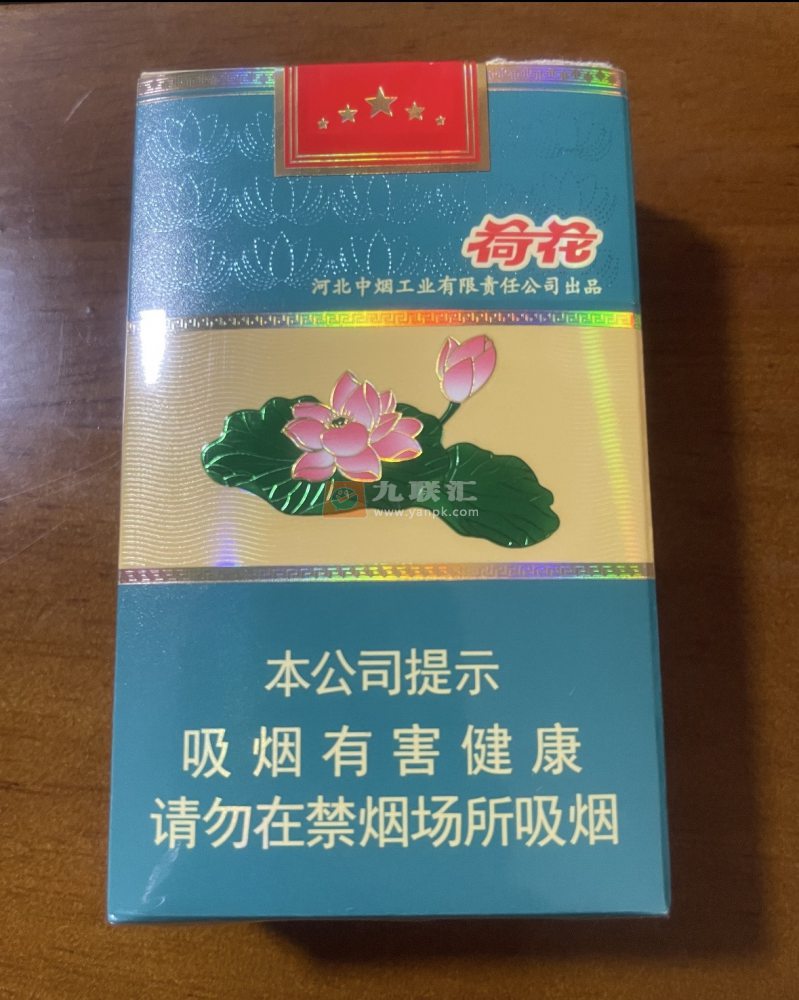 荷花
河北中烟工业有限责任公司出品
九联汇
www.yanpk.com
本公司提示
吸烟有害健康
请勿在禁烟场所吸烟